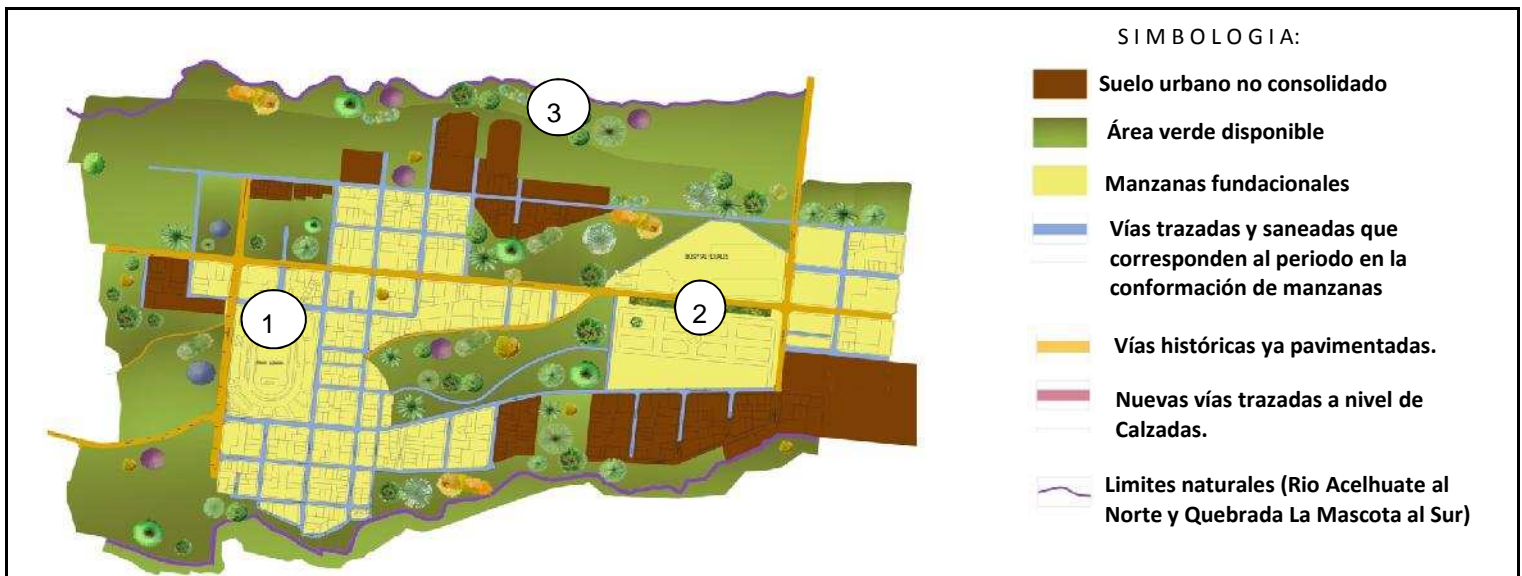 S I M B O L O G I A:
Suelo urbano no consolidado
Área verde disponible
Manzanas fundacionales
Vías trazadas y saneadas que
corresponden al periodo en la
conformación de manzanas
Vías históricas ya pavimentadas.
Nuevas vías trazadas a nivel de
Calzadas.
Limites naturales (Rio Acelhuate al
Norte y Quebrada La Mascota al Sur)
3
1
2